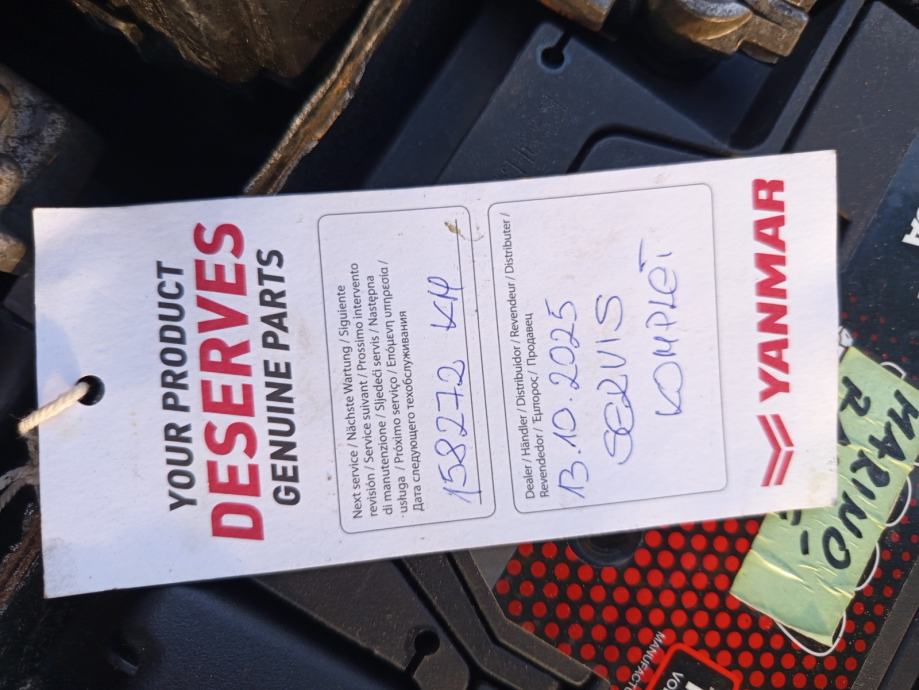 YOUR PRODUCT
DESERVES
GENUINE PARTS
Next service / Nächste Wartung / Siguiente
revisión / Service suivant / Prossimo intervento
di manutenzione / Sljedeći servis / Następna
usługa / Próximo serviço / Επόμενη υπηρεσία /
Дата следующего техобслуживания
158272 KM
Dealer / Händler / Distribuidor / Revendeur / Distributer /
Revendedor / Έμπορος / Продавец
13.10.2025
SERVIS
KOMPLET
YANMAR
MARINO
MANUFACT